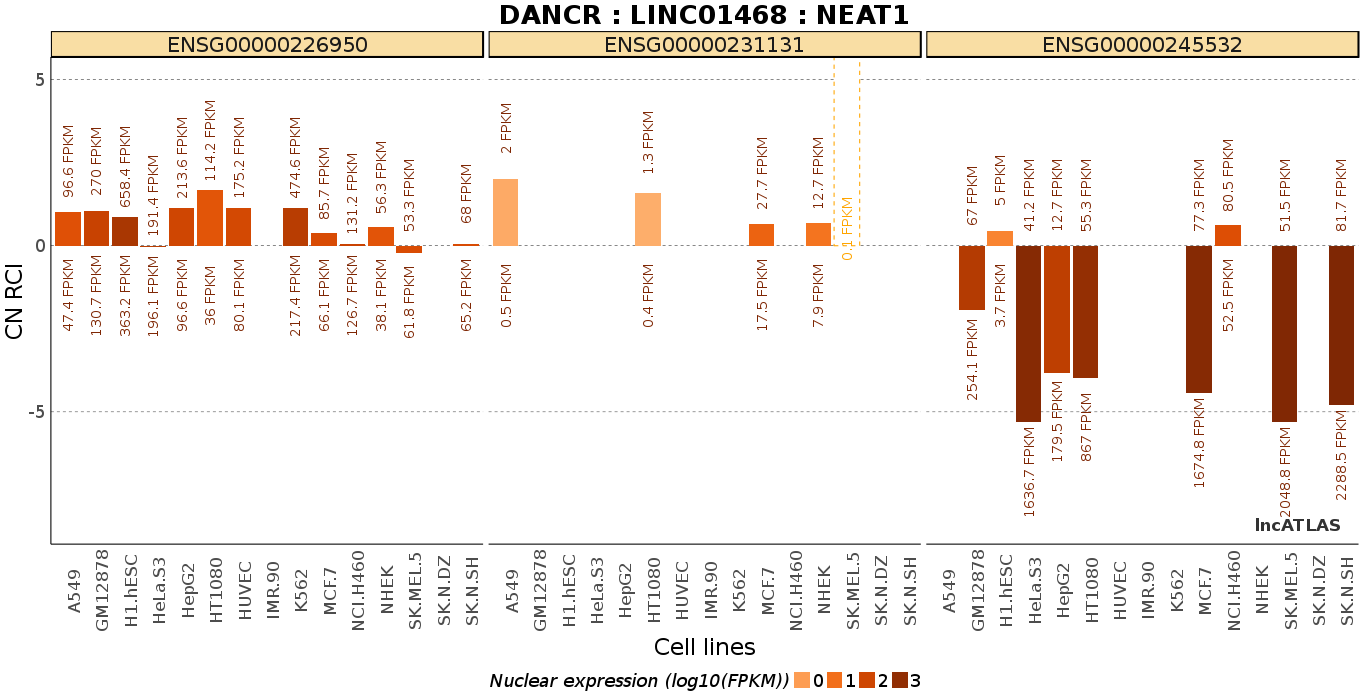 DANCR : LINC01468 : NEAT1
ENSG00000226950 ENSG00000231131 ENSG00000245532
CN RCI
5
0
-5
96.6 FPKM
270 FPKM
658.4 FPKM
191.4 FPKM
213.6 FPKM
114.2 FPKM
175.2 FPKM
474.6 FPKM
85.7 FPKM
131.2 FPKM
56.3 FPKM
53.3 FPKM
68 FPKM
47.4 FPKM
130.7 FPKM
363.2 FPKM
196.1 FPKM
96.6 FPKM
36 FPKM
80.1 FPKM
217.4 FPKM
66.1 FPKM
126.7 FPKM
38.1 FPKM
61.8 FPKM
65.2 FPKM
2 FPKM
1.3 FPKM
27.7 FPKM
12.7 FPKM
0.1 FPKM
0.5 FPKM
0.4 FPKM
17.5 FPKM
7.9 FPKM
67 FPKM
5 FPKM
41.2 FPKM
12.7 FPKM
55.3 FPKM
77.3 FPKM
80.5 FPKM
51.5 FPKM
81.7 FPKM
254.1 FPKM
3.7 FPKM
1636.7 FPKM
179.5 FPKM
867 FPKM
1674.8 FPKM
52.5 FPKM
2048.8 FPKM
2288.5 FPKM
lncATLAS
A549
GM12878
H1.hESC
HeLa.S3
HepG2
HT1080
HUVEC
IMR.90
K562
MCF.7
NCI.H460
NHEK
SK.MEL.5
SK.N.DZ
SK.N.SH
A549
GM12878
H1.hESC
HeLa.S3
HepG2
HT1080
HUVEC
IMR.90
K562
MCF.7
NCI.H460
NHEK
SK.MEL.5
SK.N.DZ
SK.N.SH
A549
GM12878
H1.hESC
HeLa.S3
HepG2
HT1080
HUVEC
IMR.90
K562
MCF.7
NCI.H460
NHEK
SK.MEL.5
SK.N.DZ
SK.N.SH
Cell lines
Nuclear expression (log10(FPKM)) 0 1 2 3